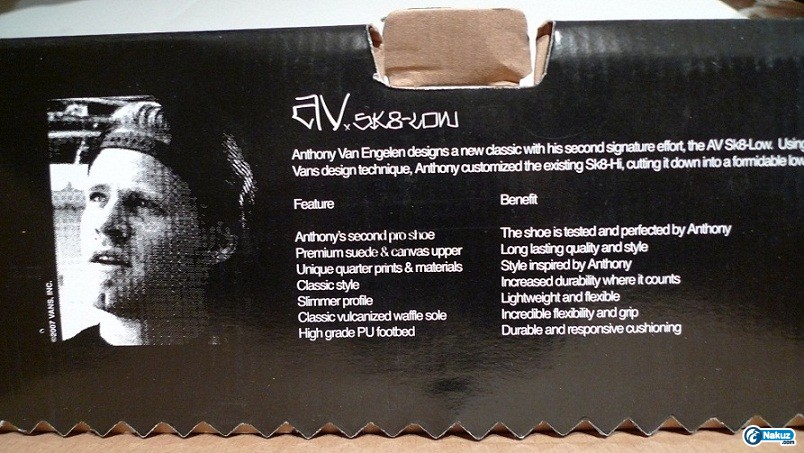 AV x SK8-LOW
Anthony Van Engelen designs a new classic with his second signature effort, the AV Sk8-Low. Using
Vans design technique, Anthony customized the existing Sk8-Hi, cutting it down into a formidable low
Feature Benefit
Anthony's second pro shoe The shoe is tested and perfected by Anthony
Premium suede & canvas upper Long lasting quality and style
Unique quarter prints & materials Style inspired by Anthony
Classic style Increased durability where it counts
Slimmer profile Lightweight and flexible
Classic vulcanized waffle sole Incredible flexibility and grip
High grade PU footbed Durable and responsive cushioning
©2007 VANS, INC.
Nakuz.com